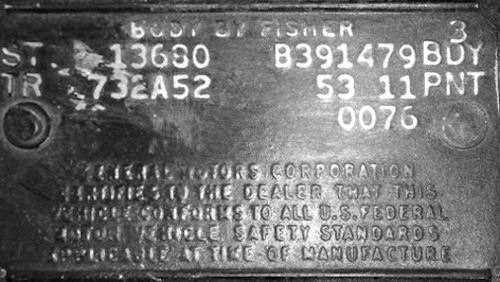 BODY BY FISHER
3
ST. 13680 B391479 BDY
TR 732A52 53 11 PNT
0076
GENERAL MOTORS CORPORATION
CERTIFIES TO THE DEALER THAT THIS
VEHICLE CONFORMS TO ALL U.S. FEDERAL
MOTOR VEHICLE SAFETY STANDARDS
APPLICABLE AT TIME OF MANUFACTURE